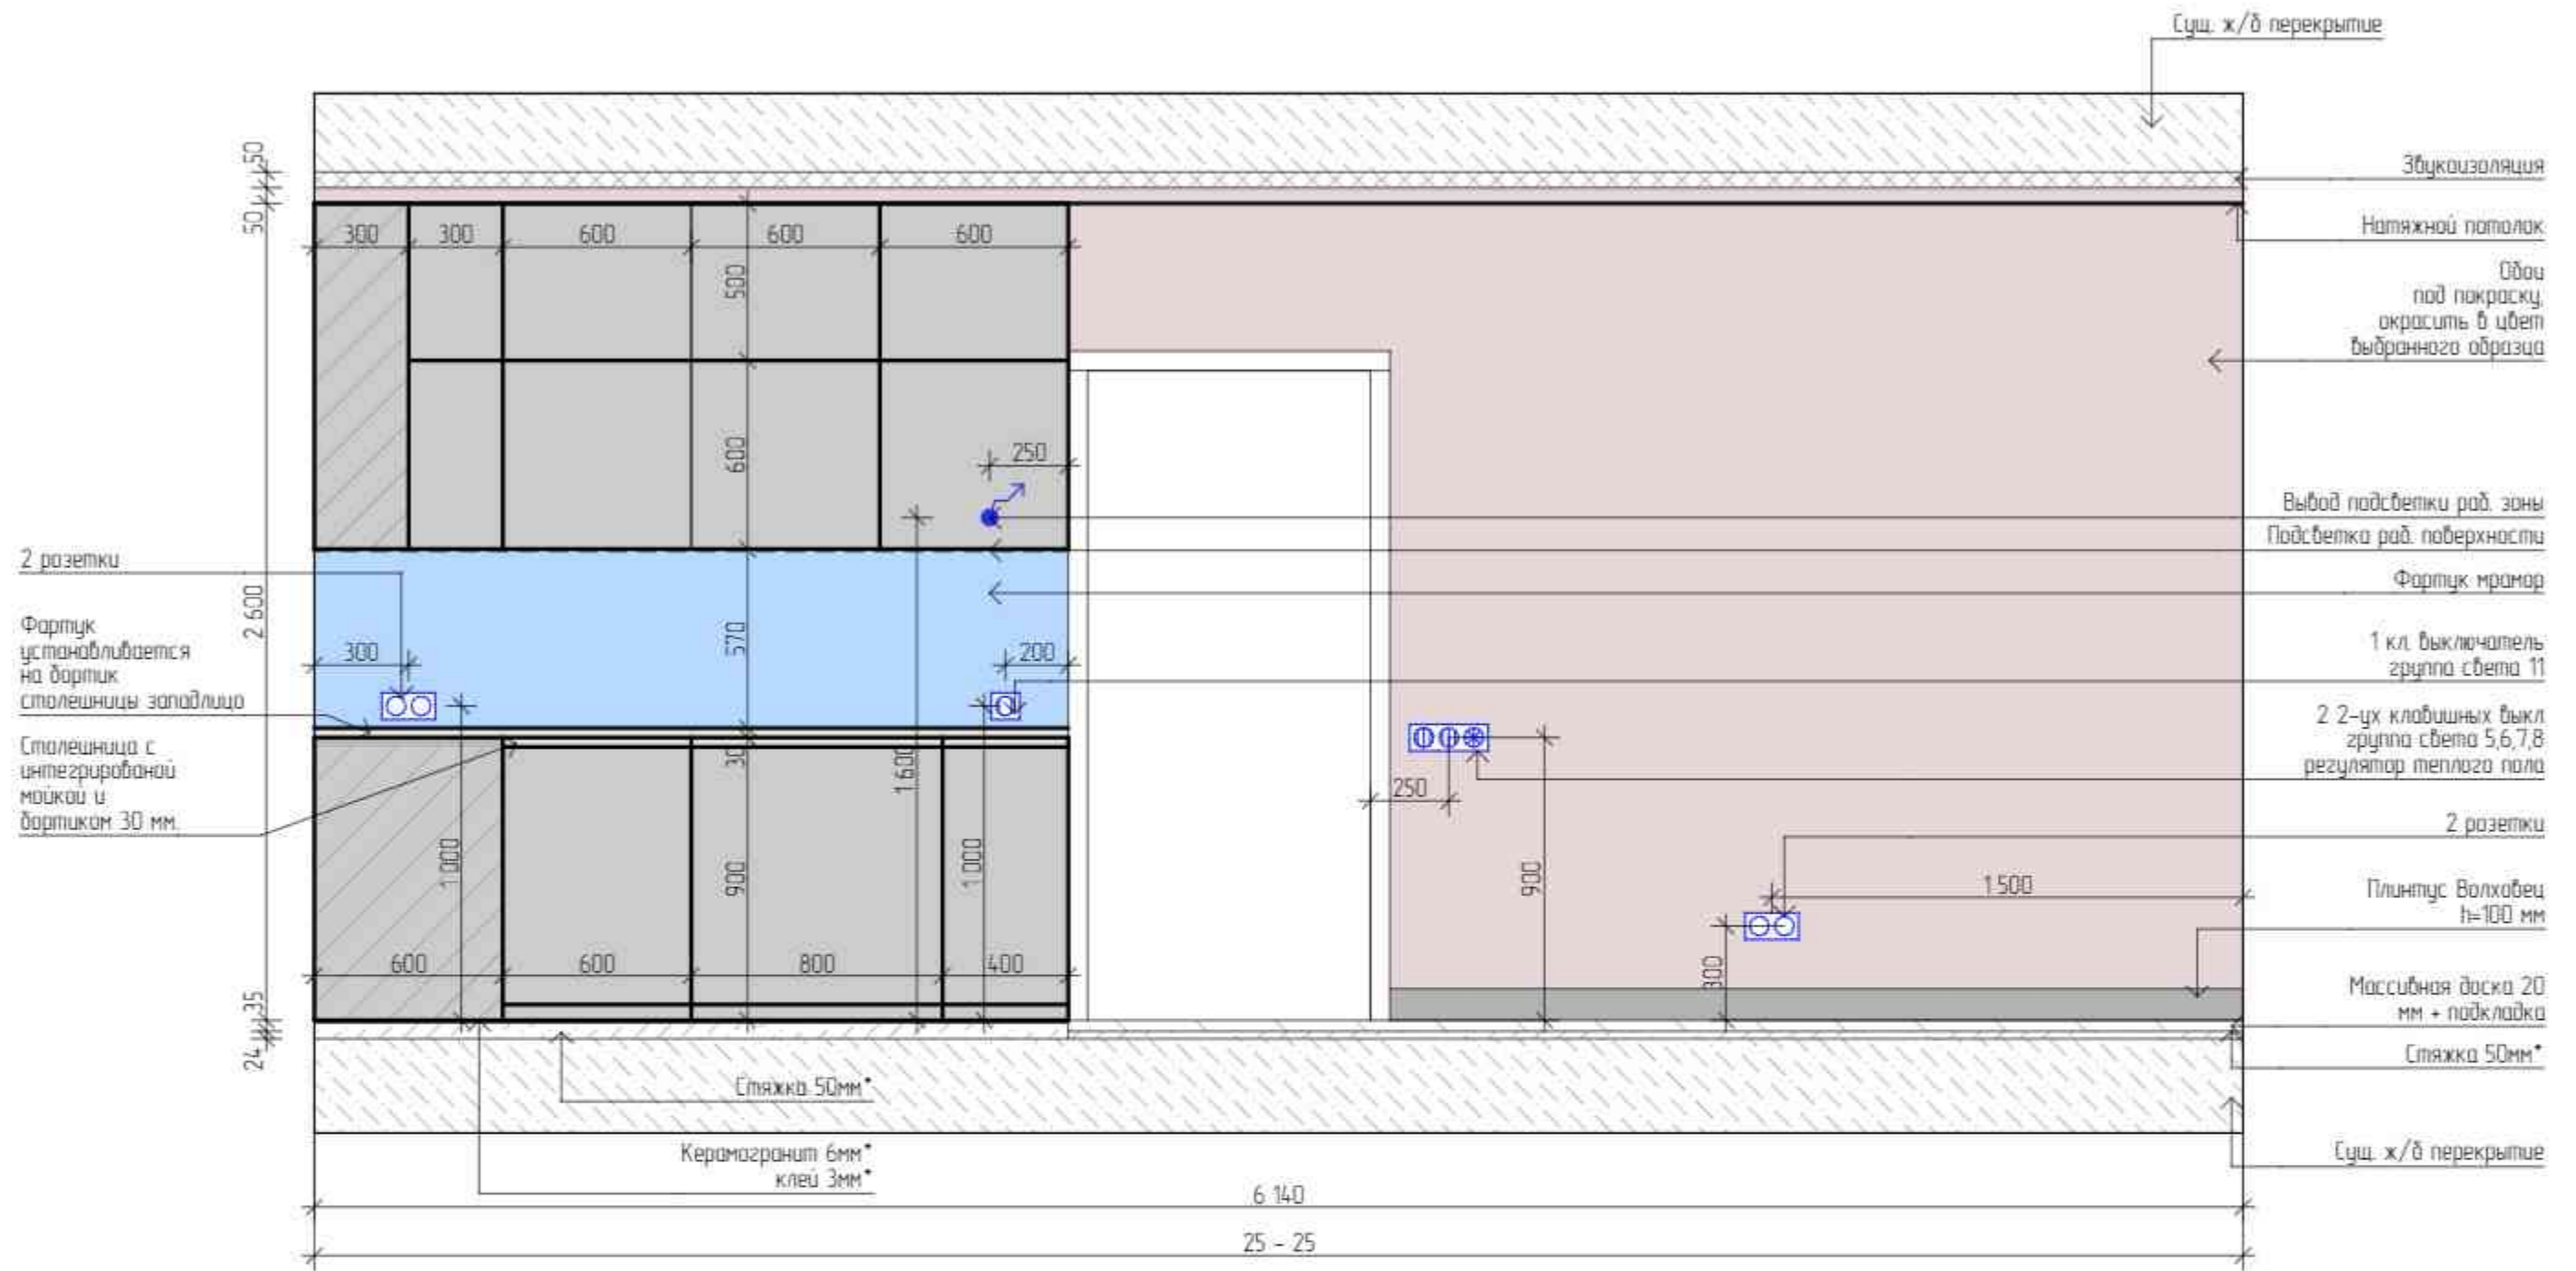 Сущ. ж/б перекрытие
Звукоизоляция
Натяжной потолок
Обои
под покраску,
окрасить в цвет
выбранного образца
Вывод подсветки раб. зоны
Подсветка раб. поверхности
Фартук мрамор
1 кл. выключатель
группа света 11
2 2-ух клавишных выкл
группа света 5,6,7,8
регулятор теплого пола
2 розетки
Плинтус Волховец
h=100 мм
Массивная доска 20
мм + подкладка
Стяжка 50мм*
Сущ. ж/б перекрытие
2 розетки
Фартук
устанавливается
на бортик
столешницы западлицо
Столешница с
интегрированой
мойкой и
бортиком 30 мм.
50
50
2 600
35
24
300
300
600
600
600
500
600
250
570
300
200
30
1 600
1 000
900
1 000
600
600
800
400
250
900
1 500
300
Стяжка 50мм*
Керамогранит 6мм*
клей 3мм*
6 140
25 - 25